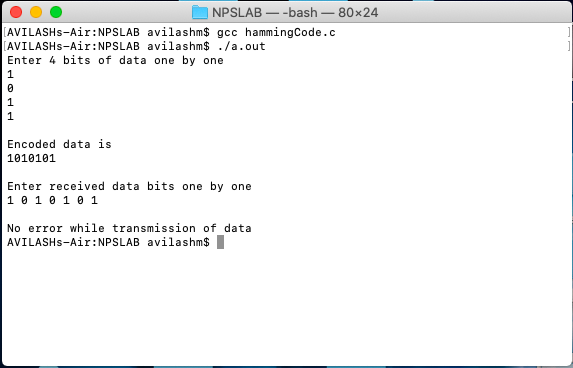 NPSLAB — -bash — 80×24
[AVILASHs-Air:NPSLAB avilashm$ gcc hammingCode.c ]
[AVILASHs-Air:NPSLAB avilashm$ ./a.out ]
Enter 4 bits of data one by one
1
0
1
1
Encoded data is
1010101
Enter received data bits one by one
1 0 1 0 1 0 1
No error while transmission of data
AVILASHs-Air:NPSLAB avilashm$